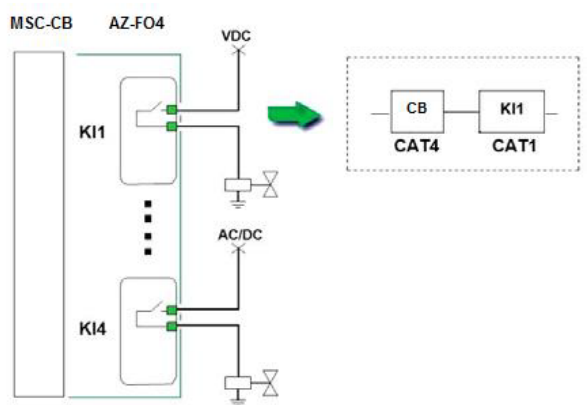 MSC-CB AZ-FO4
VDC
KI1
CB KI1
CAT4 CAT1
AC/DC
KI4